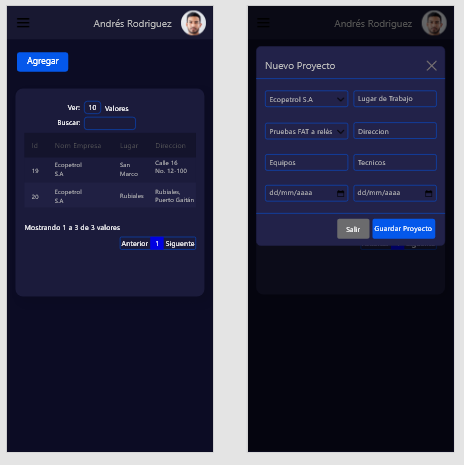 Andrés Rodriguez
Agregar
Ver: 10 Valores
Buscar:
Id Nom Empresa Lugar Direccion
19 Ecopetrol S.A San Marco Calle 16 No. 12-100
20 Ecopetrol S.A Rubiales Rubiales, Puerto Gaitán
Mostrando 1 a 3 de 3 valores
Anterior 1 Siguente
Andrés Rodriguez
Nuevo Proyecto
Ecopetrol S.A Lugar de Trabajo
Pruebas FAT a relés Direccion
Equipos Tecnicos
dd/mm/aaaa dd/mm/aaaa
Salir Guardar Proyecto